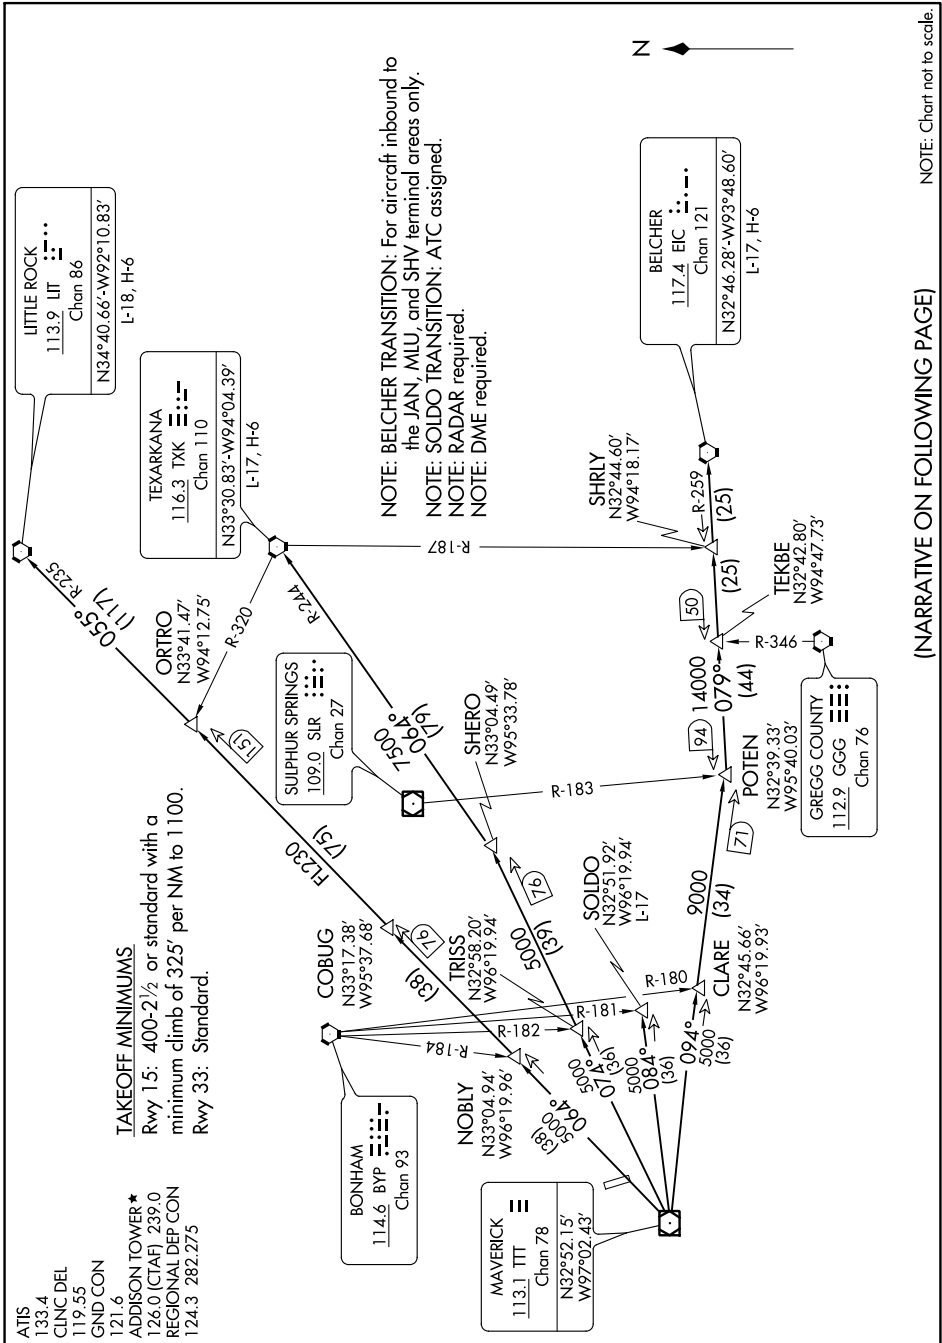 ATIS
133.4
CLNC DEL
119.55
GND CON
121.6
ADDISON TOWER★
126.0 (CTAF) 239.0
REGIONAL DEP CON
124.3 282.275
TAKEOFF MINIMUMS
Rwy 15: 400-2½ or standard with a
minimum climb of 325' per NM to 1100.
Rwy 33: Standard.
LITTLE ROCK
113.9 LIT
Chan 86
N34°40.66'-W92°10.83'
L-18, H-6
TEXARKANA
116.3 TXK
Chan 110
N33°30.83'-W94°04.39'
L-17, H-6
NOTE: BELCHER TRANSITION: For aircraft inbound to
the JAN, MLU, and SHV terminal areas only.
NOTE: SOLDO TRANSITION: ATC assigned.
NOTE: RADAR required.
NOTE: DME required.
N
R-235
055°
(117)
ORTRO
N33°41.47'
W94°12.75'
R-320
151
FL230
(75)
COBUG
N33°17.38'
W95°37.68'
76
(38)
SULPHUR SPRINGS
109.0 SLR
Chan 27
R-244
7500
064°
(79)
SHERO
N33°04.49'
W95°33.78'
76
5000
(39)
R-187
R-183
BONHAM
114.6 BYP
Chan 93
R-184
R-182
R-181
R-180
NOBLY
N33°04.94'
W96°19.96'
TRISS
N32°58.20'
W96°19.94'
SOLDO
N32°51.92'
W96°19.94'
L-17
CLARE
N32°45.66'
W96°19.93'
064°
5000
(38)
5000
074°
(36)
5000
084°
(36)
094°
5000
(36)
MAVERICK
113.1 TTT
Chan 78
N32°52.15'
W97°02.43'
9000
(34)
71
POTEN
N32°39.33'
W95°40.03'
94
14000
079°
(44)
50
TEKBE
N32°42.80'
W94°47.73'
R-346
GREGG COUNTY
112.9 GGG
Chan 76
(25)
SHRLY
N32°44.60'
W94°18.17'
R-259
(25)
BELCHER
117.4 EIC
Chan 121
N32°46.28'-W93°48.60'
L-17, H-6
(NARRATIVE ON FOLLOWING PAGE)
NOTE: Chart not to scale.